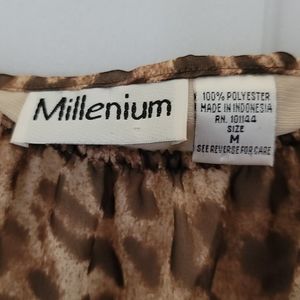 Millenium
100% POLYESTER
MADE IN INDONESIA
RN. 101144
SIZE
M
SEE REVERSE FOR CARE